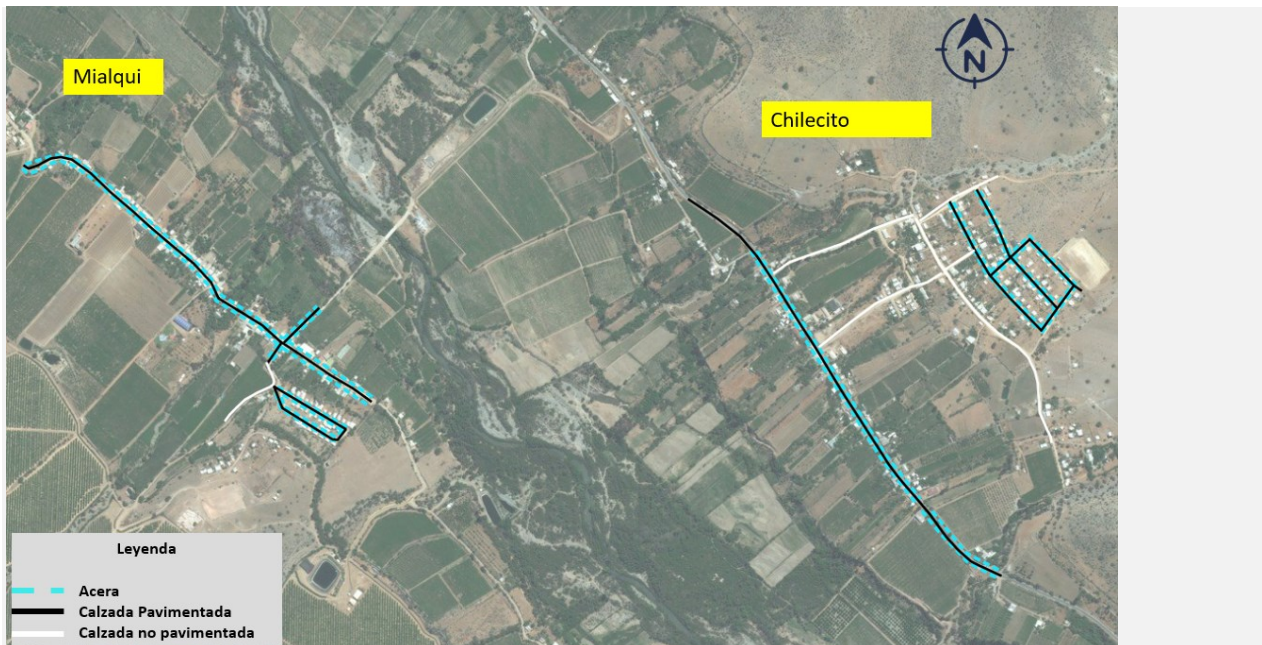 Mialqui
N
Chilecito
Leyenda
Acera
Calzada Pavimentada
Calzada no pavimentada